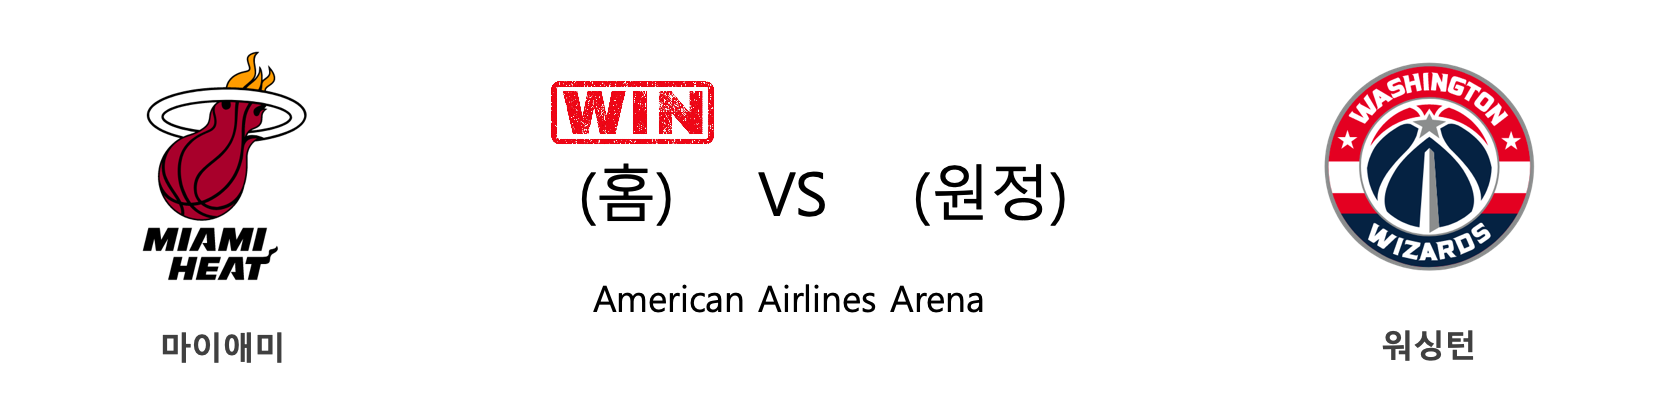 WIN
(홈) VS (원정)
American Airlines Arena
MIAMI
HEAT
마이애미
WASHINGTON
WIZARDS
워싱턴